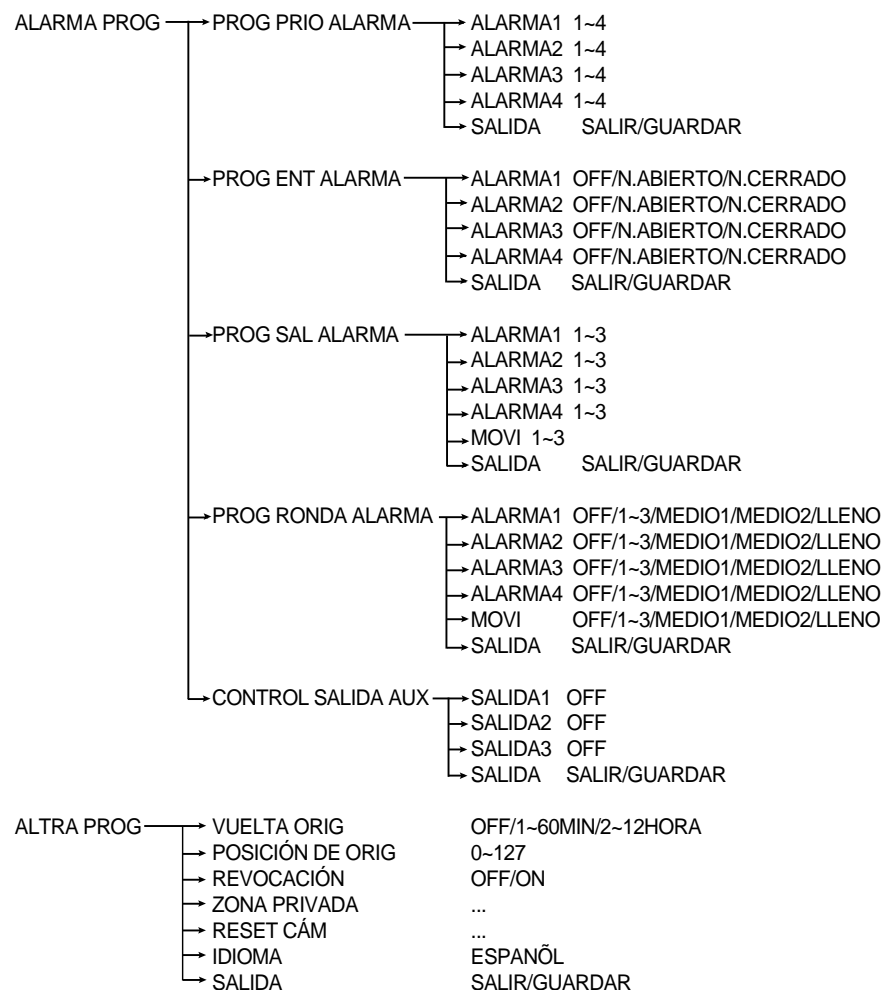 ALARMA PROG PROG PRIO ALARMA ALARMA1 1~4
ALARMA2 1~4
ALARMA3 1~4
ALARMA4 1~4
SALIDA SALIR/GUARDAR
PROG ENT ALARMA ALARMA1 OFF/N.ABIERTO/N.CERRADO
ALARMA2 OFF/N.ABIERTO/N.CERRADO
ALARMA3 OFF/N.ABIERTO/N.CERRADO
ALARMA4 OFF/N.ABIERTO/N.CERRADO
SALIDA SALIR/GUARDAR
PROG SAL ALARMA ALARMA1 1~3
ALARMA2 1~3
ALARMA3 1~3
ALARMA4 1~3
MOVI 1~3
SALIDA SALIR/GUARDAR
PROG RONDA ALARMA ALARMA1 OFF/1~3/MEDIO1/MEDIO2/LLENO
ALARMA2 OFF/1~3/MEDIO1/MEDIO2/LLENO
ALARMA3 OFF/1~3/MEDIO1/MEDIO2/LLENO
ALARMA4 OFF/1~3/MEDIO1/MEDIO2/LLENO
MOVI OFF/1~3/MEDIO1/MEDIO2/LLENO
SALIDA SALIR/GUARDAR
CONTROL SALIDA AUX SALIDA1 OFF
SALIDA2 OFF
SALIDA3 OFF
SALIDA SALIR/GUARDAR
ALTRA PROG VUELTA ORIG OFF/1~60MIN/2~12HORA
POSICIÓN DE ORIG 0~127
REVOCACIÓN OFF/ON
ZONA PRIVADA ...
RESET CÁM ...
IDIOMA ESPANÕL
SALIDA SALIR/GUARDAR